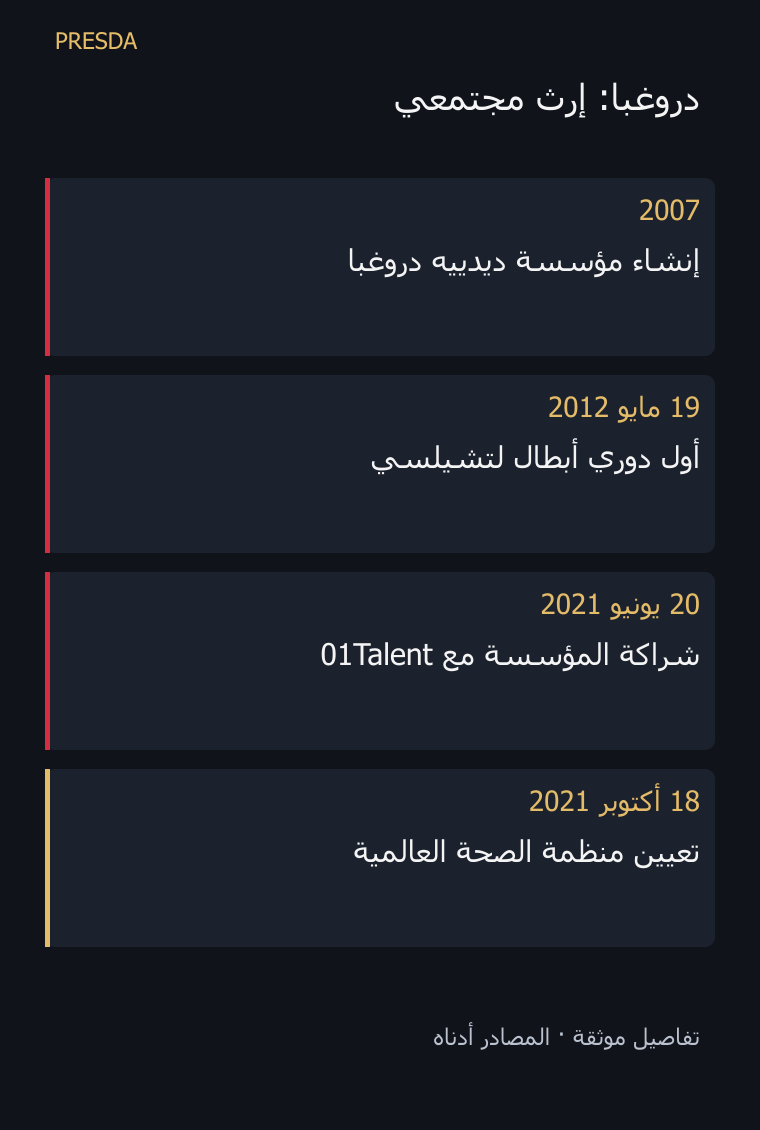 PRESDA
دروغبا: إرث مجتمعي
2007
إنشاء مؤسسة ديدييه دروغبا
19 مايو 2012
أول دوري أبطال لتشيلسي
20 يونيو 2021
شراكة المؤسسة مع 01Talent
18 أكتوبر 2021
تعيين منظمة الصحة العالمية
تفاصيل موثقة · المصادر أدناه